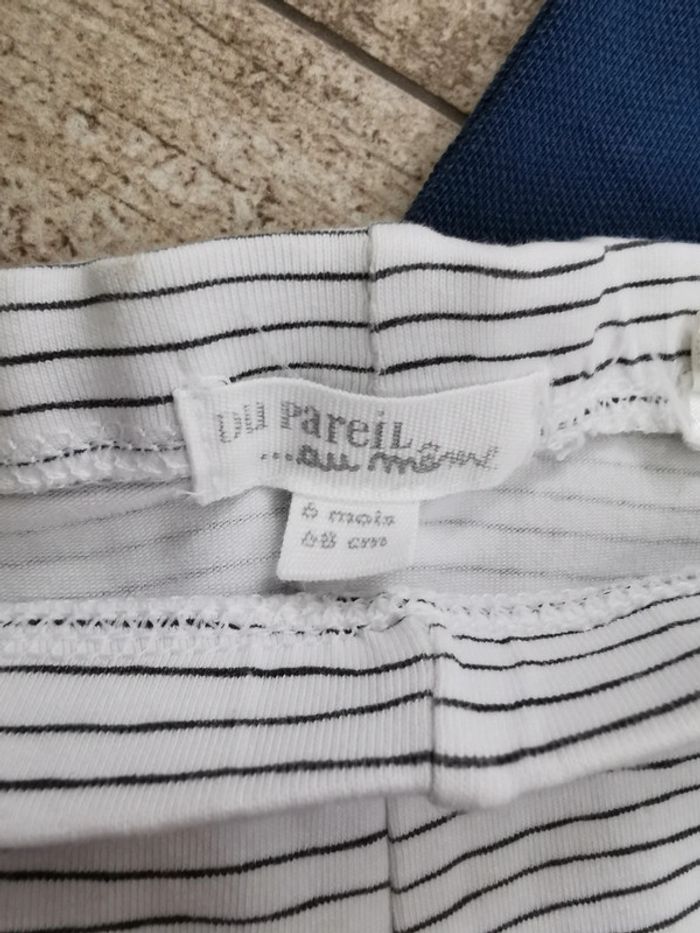 DU PAREIL
...au même
6 mois
68 cm